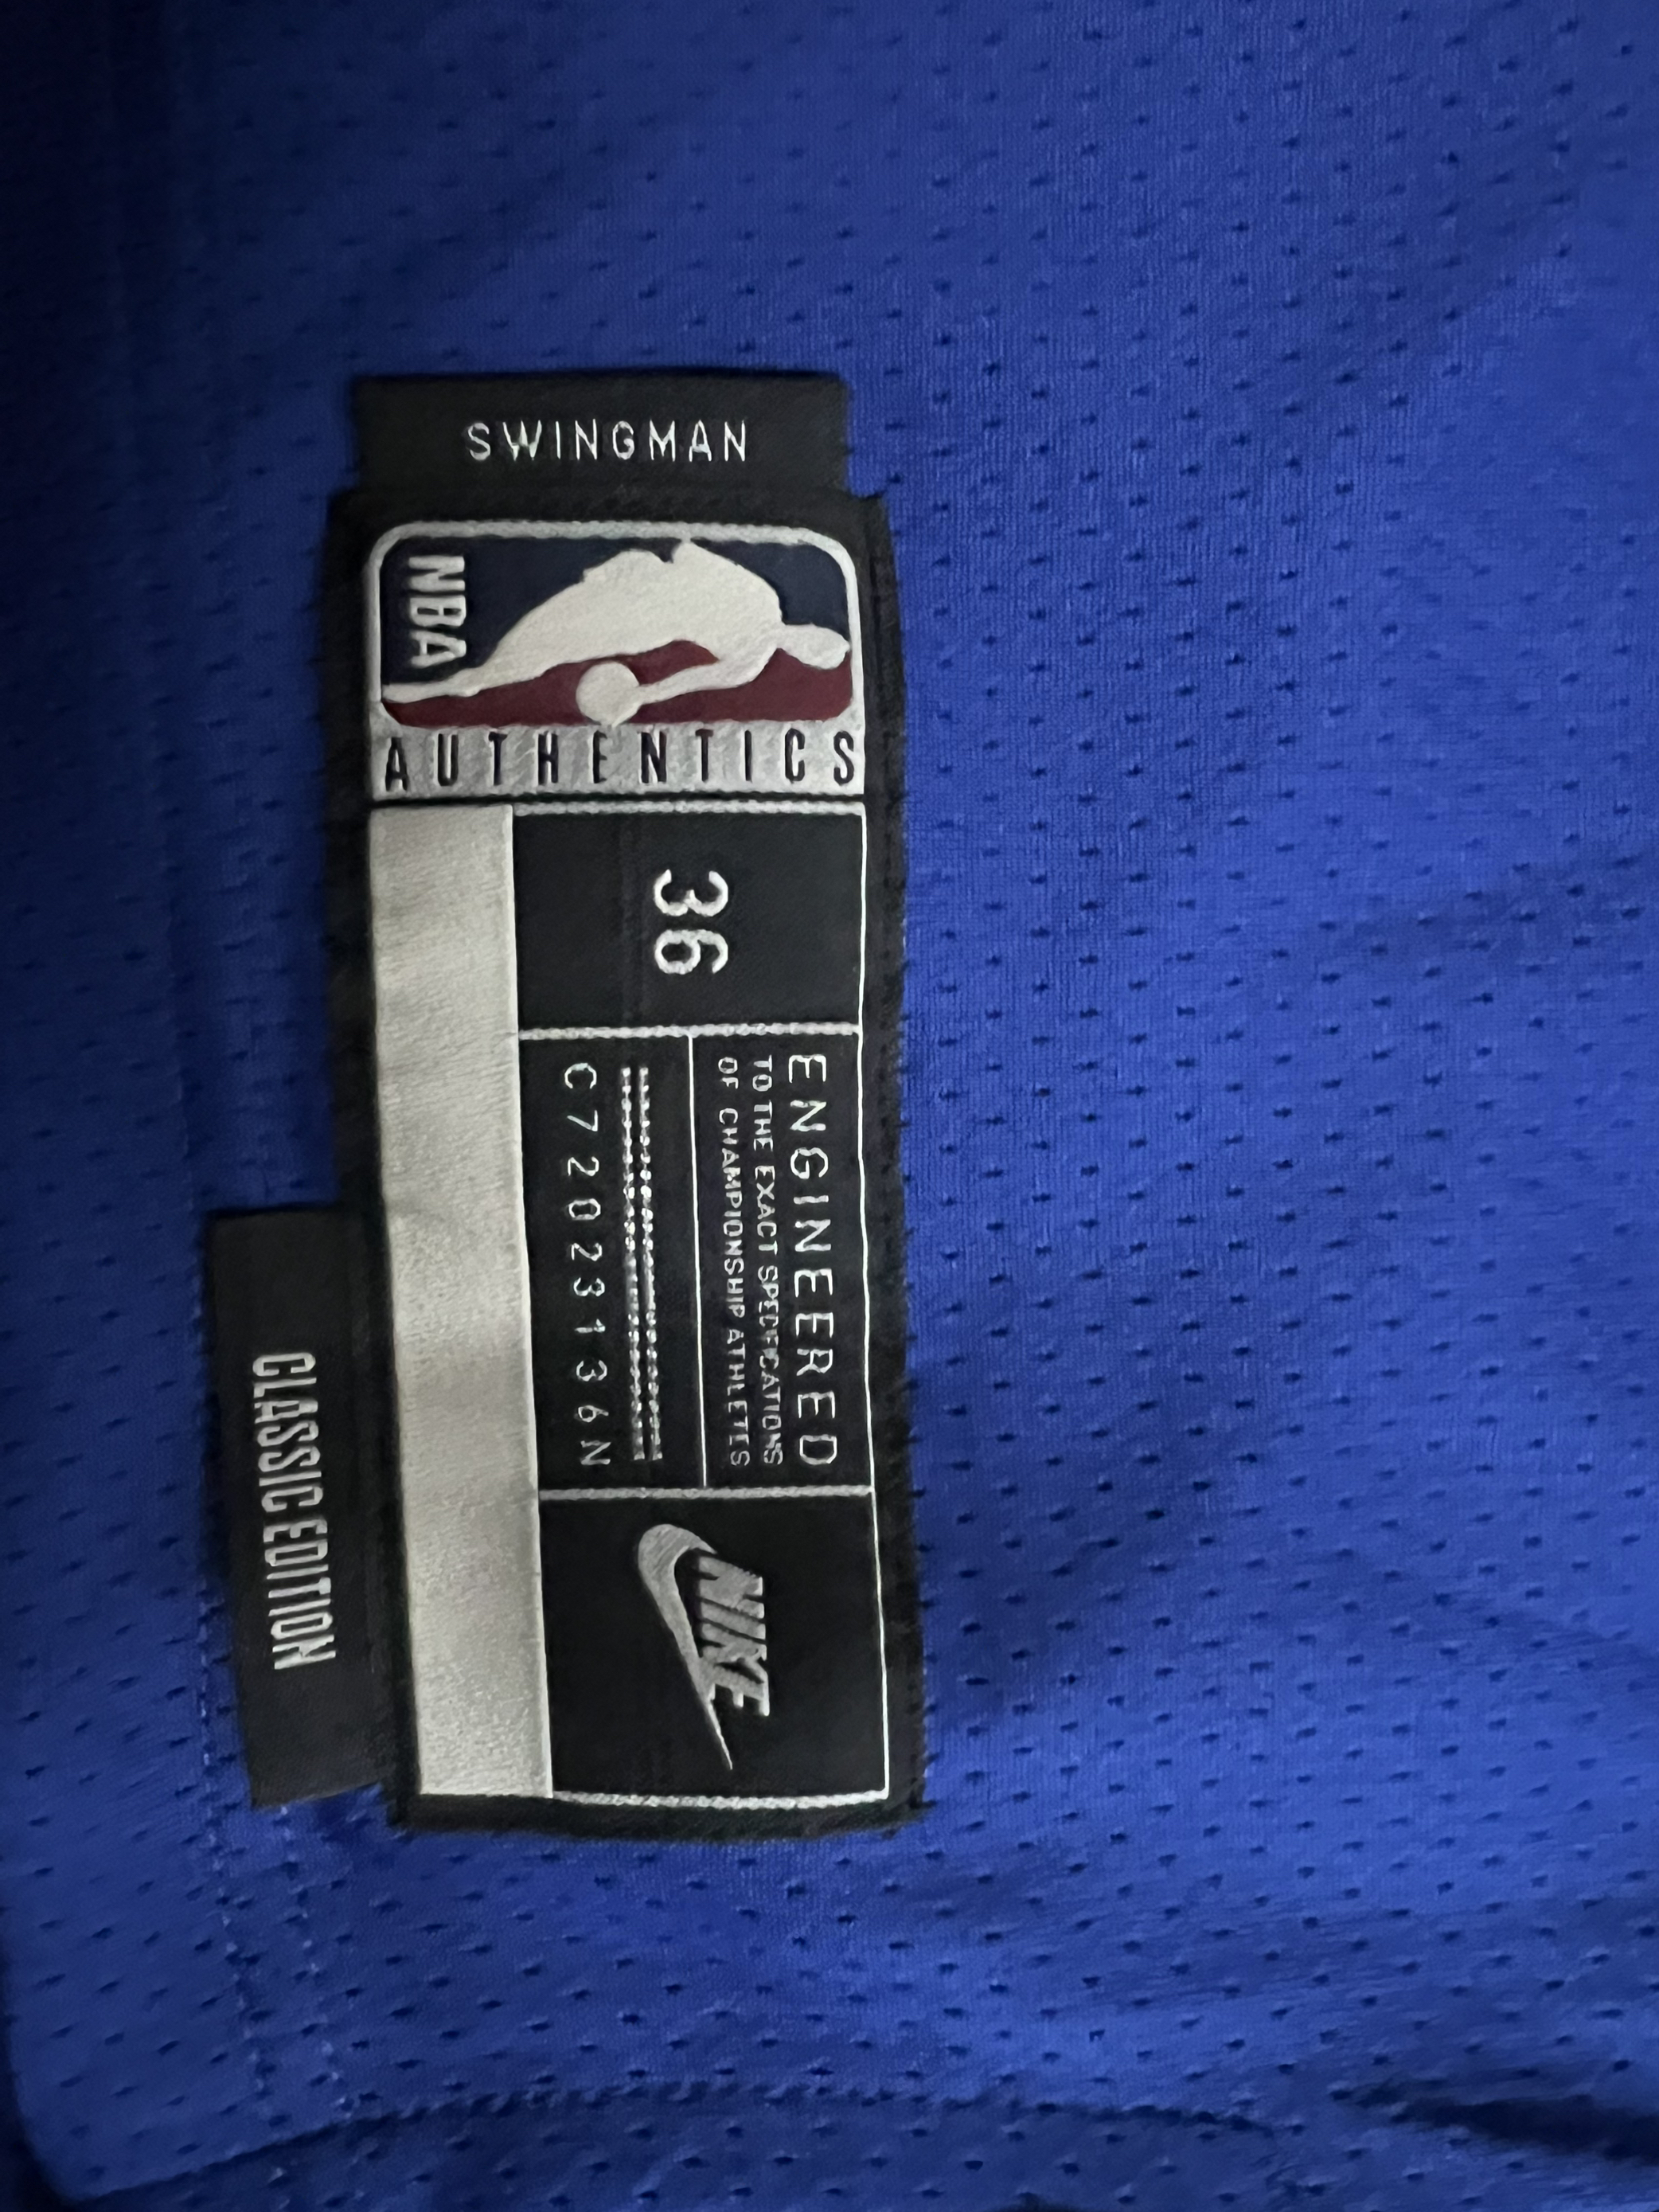 SWINGMAN
NBA
AUTHENTICS
36
ENGINEERED
TO THE EXACT SPECIFICATIONS
OF CHAMPIONSHIP ATHLETES
C72023136N
NIKE
CLASSIC EDITION